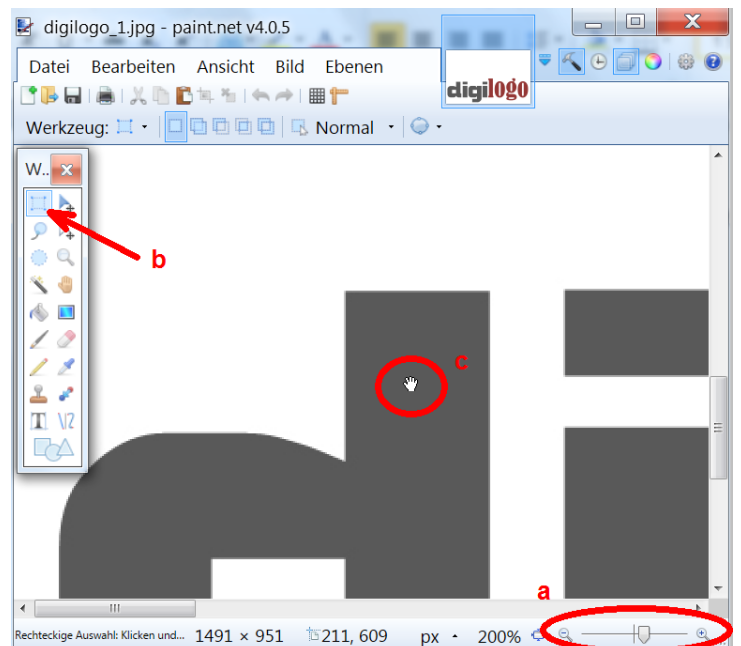 digilogo_1.jpg - paint.net v4.0.5
Datei Bearbeiten Ansicht Bild Ebenen
digilogo
Werkzeug: Normal
W..
b
c
a
Rechteckige Auswahl: Klicken und... 1491 × 951 211, 609 px 200%